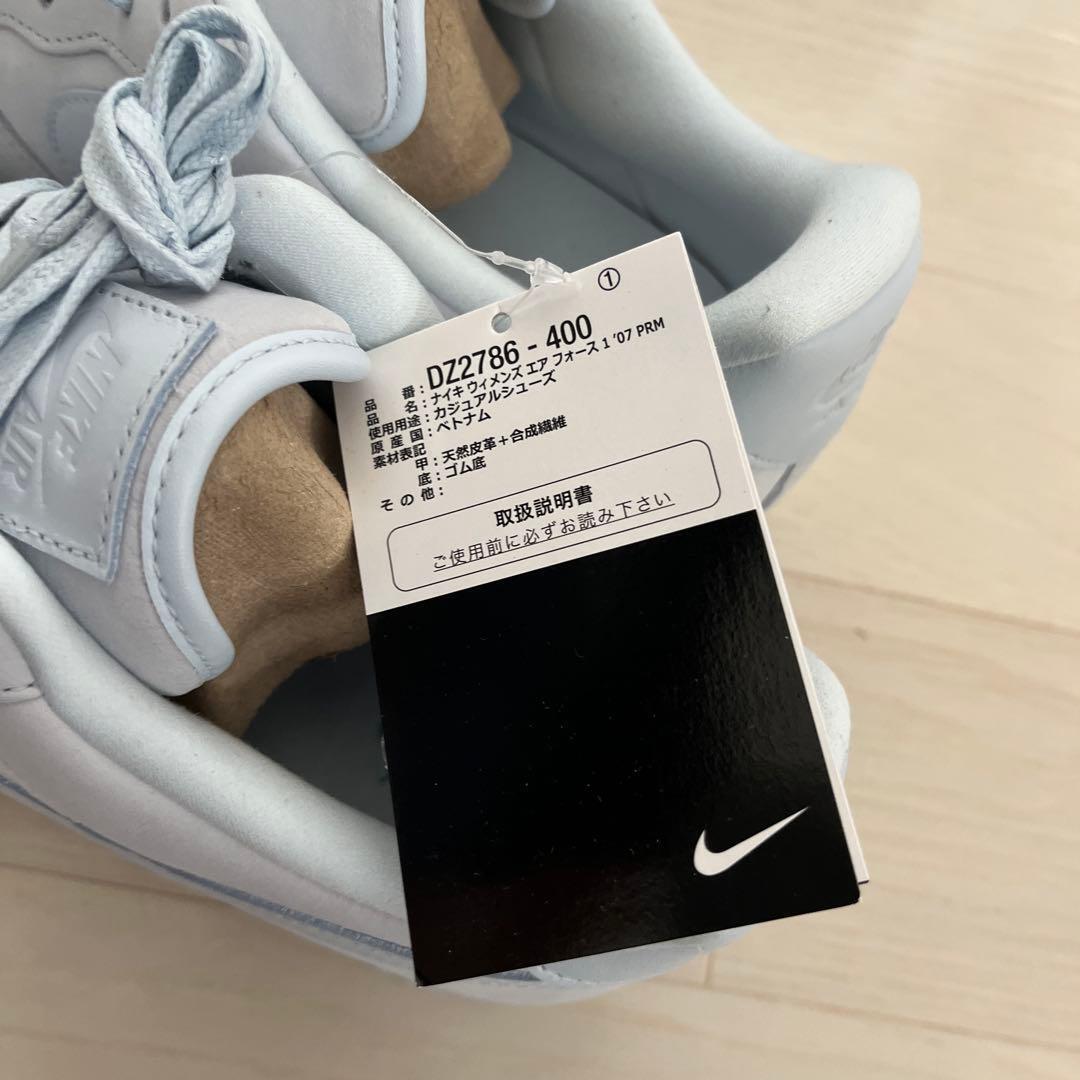 ①
品 番：DZ2786 - 400
品 名：ナイキ ウィメンズ エア フォース 1 '07 PRM
使用用途：カジュアルシューズ
原 産 国：ベトナム
素材表記
甲：天然皮革＋合成繊維
底：ゴム底
そ の 他：
取扱説明書
ご使用前に必ずお読み下さい
NIKE
AIR